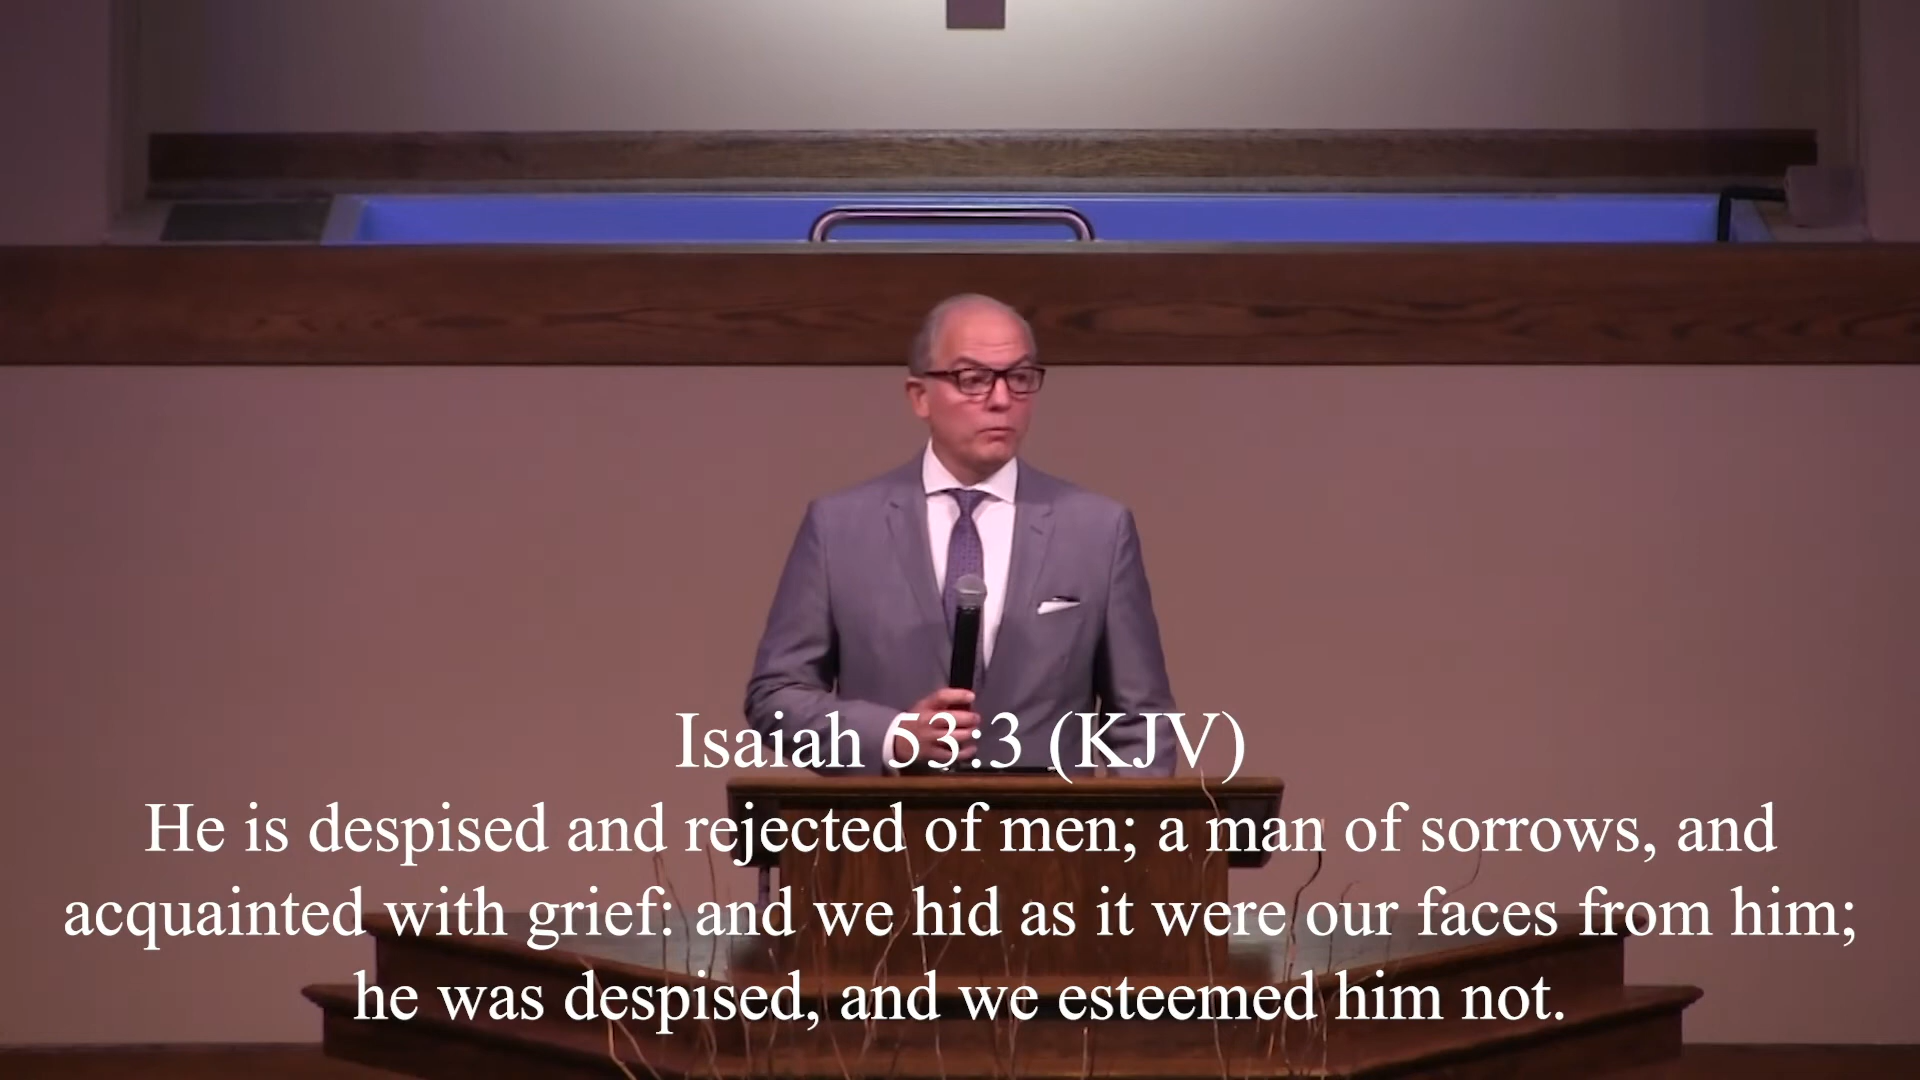 Isaiah 53:3 (KJV)
He is despised and rejected of men; a man of sorrows, and
acquainted with grief: and we hid as it were our faces from him;
he was despised, and we esteemed him not.